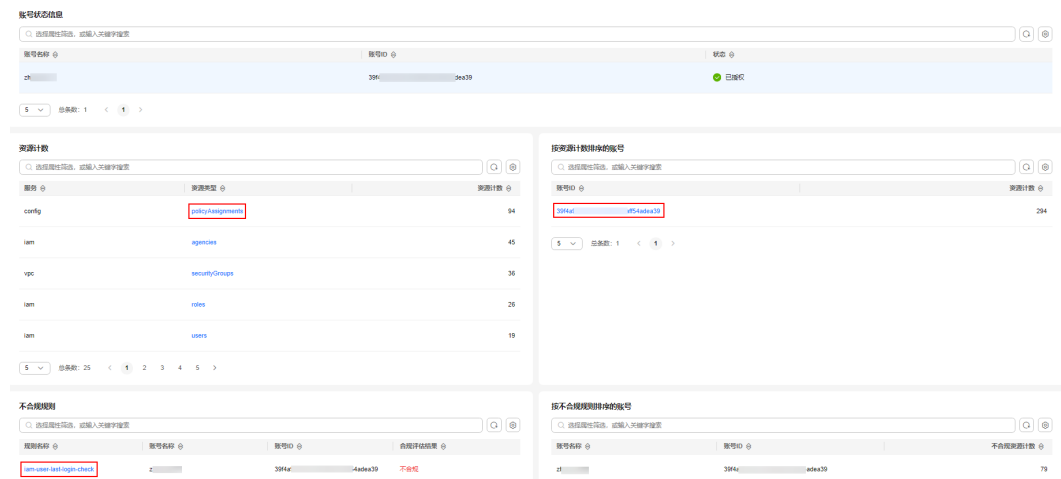 账号状态信息
选择属性筛选，或输入关键字搜索
账号名称 账号ID 状态
zh 39f4 dea39 已授权
5 总条数: 1 < 1 >
资源计数
选择属性筛选，或输入关键字搜索
服务 资源类型 资源计数
config policyAssignments 94
iam agencies 45
vpc securityGroups 36
iam roles 26
iam users 19
5 总条数: 25 < 1 2 3 4 5 >
按资源计数排序的账号
选择属性筛选，或输入关键字搜索
账号ID 资源计数
39f4a eff54adea39 294
5 总条数: 1 < 1 >
不合规规则
选择属性筛选，或输入关键字搜索
规则名称 账号名称 账号ID 合规评估结果
iam-user-last-login-check z 39f4a 4adea39 不合规
按不合规规则排序的账号
选择属性筛选，或输入关键字搜索
账号名称 账号ID 不合规资源计数
zh 39f4a adea39 79